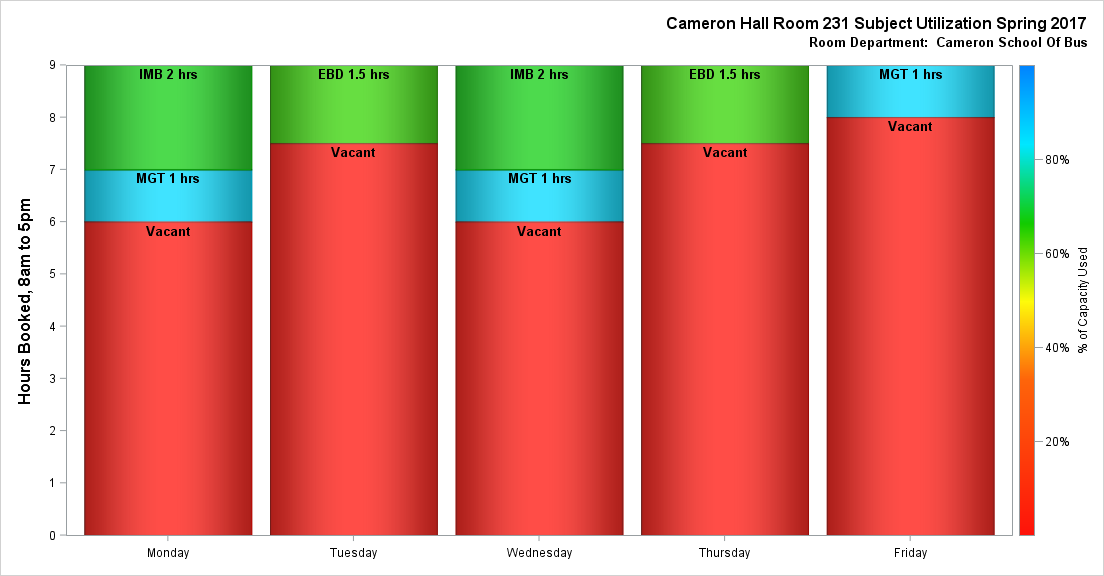 Cameron Hall Room 231 Subject Utilization Spring 2017
Room Department:  Cameron School Of Bus
Hours Booked, 8am to 5pm
9
8
7
6
5
4
3
2
1
0
IMB 2 hrs
MGT 1 hrs
Vacant
EBD 1.5 hrs
Vacant
IMB 2 hrs
MGT 1 hrs
Vacant
EBD 1.5 hrs
Vacant
MGT 1 hrs
Vacant
Monday
Tuesday
Wednesday
Thursday
Friday
80%
60%
40%
20%
% of Capacity Used